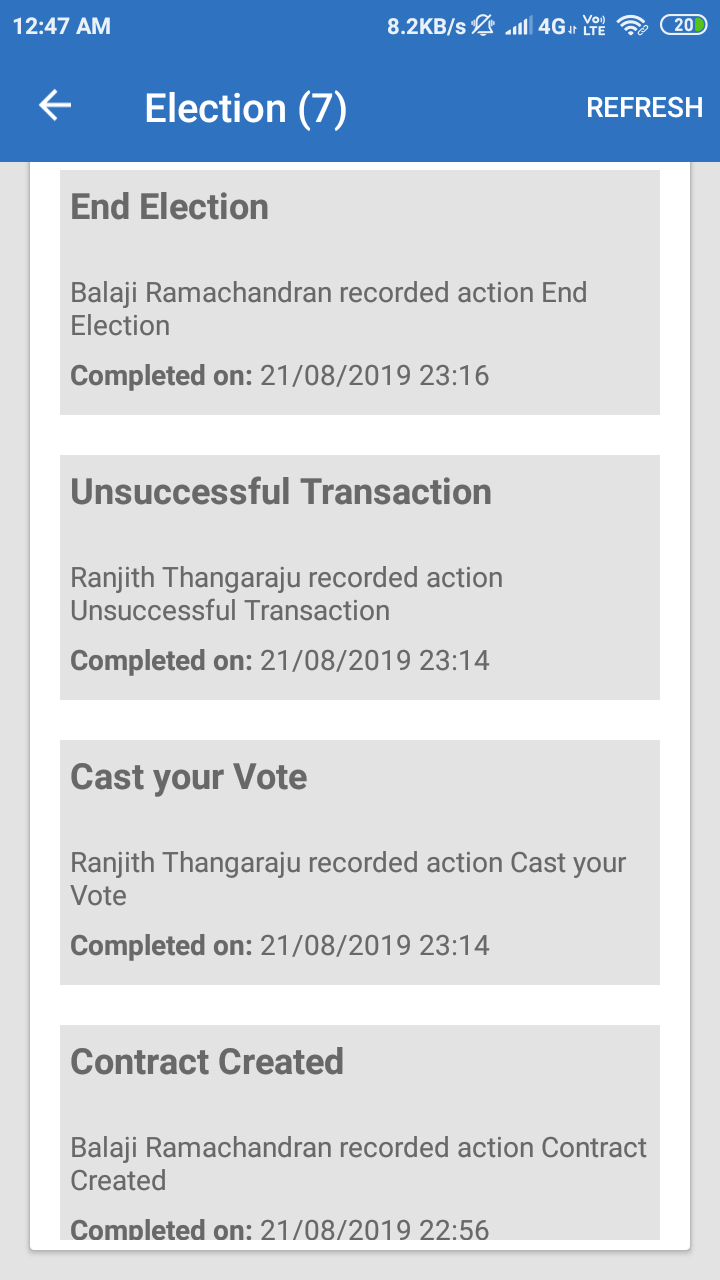 12:47 AM 8.2KB/s 4G VoLTE 20
Election (7) REFRESH
End Election
Balaji Ramachandran recorded action End
Election
Completed on: 21/08/2019 23:16
Unsuccessful Transaction
Ranjith Thangaraju recorded action
Unsuccessful Transaction
Completed on: 21/08/2019 23:14
Cast your Vote
Ranjith Thangaraju recorded action Cast your
Vote
Completed on: 21/08/2019 23:14
Contract Created
Balaji Ramachandran recorded action Contract
Created
Completed on: 21/08/2019 22:56